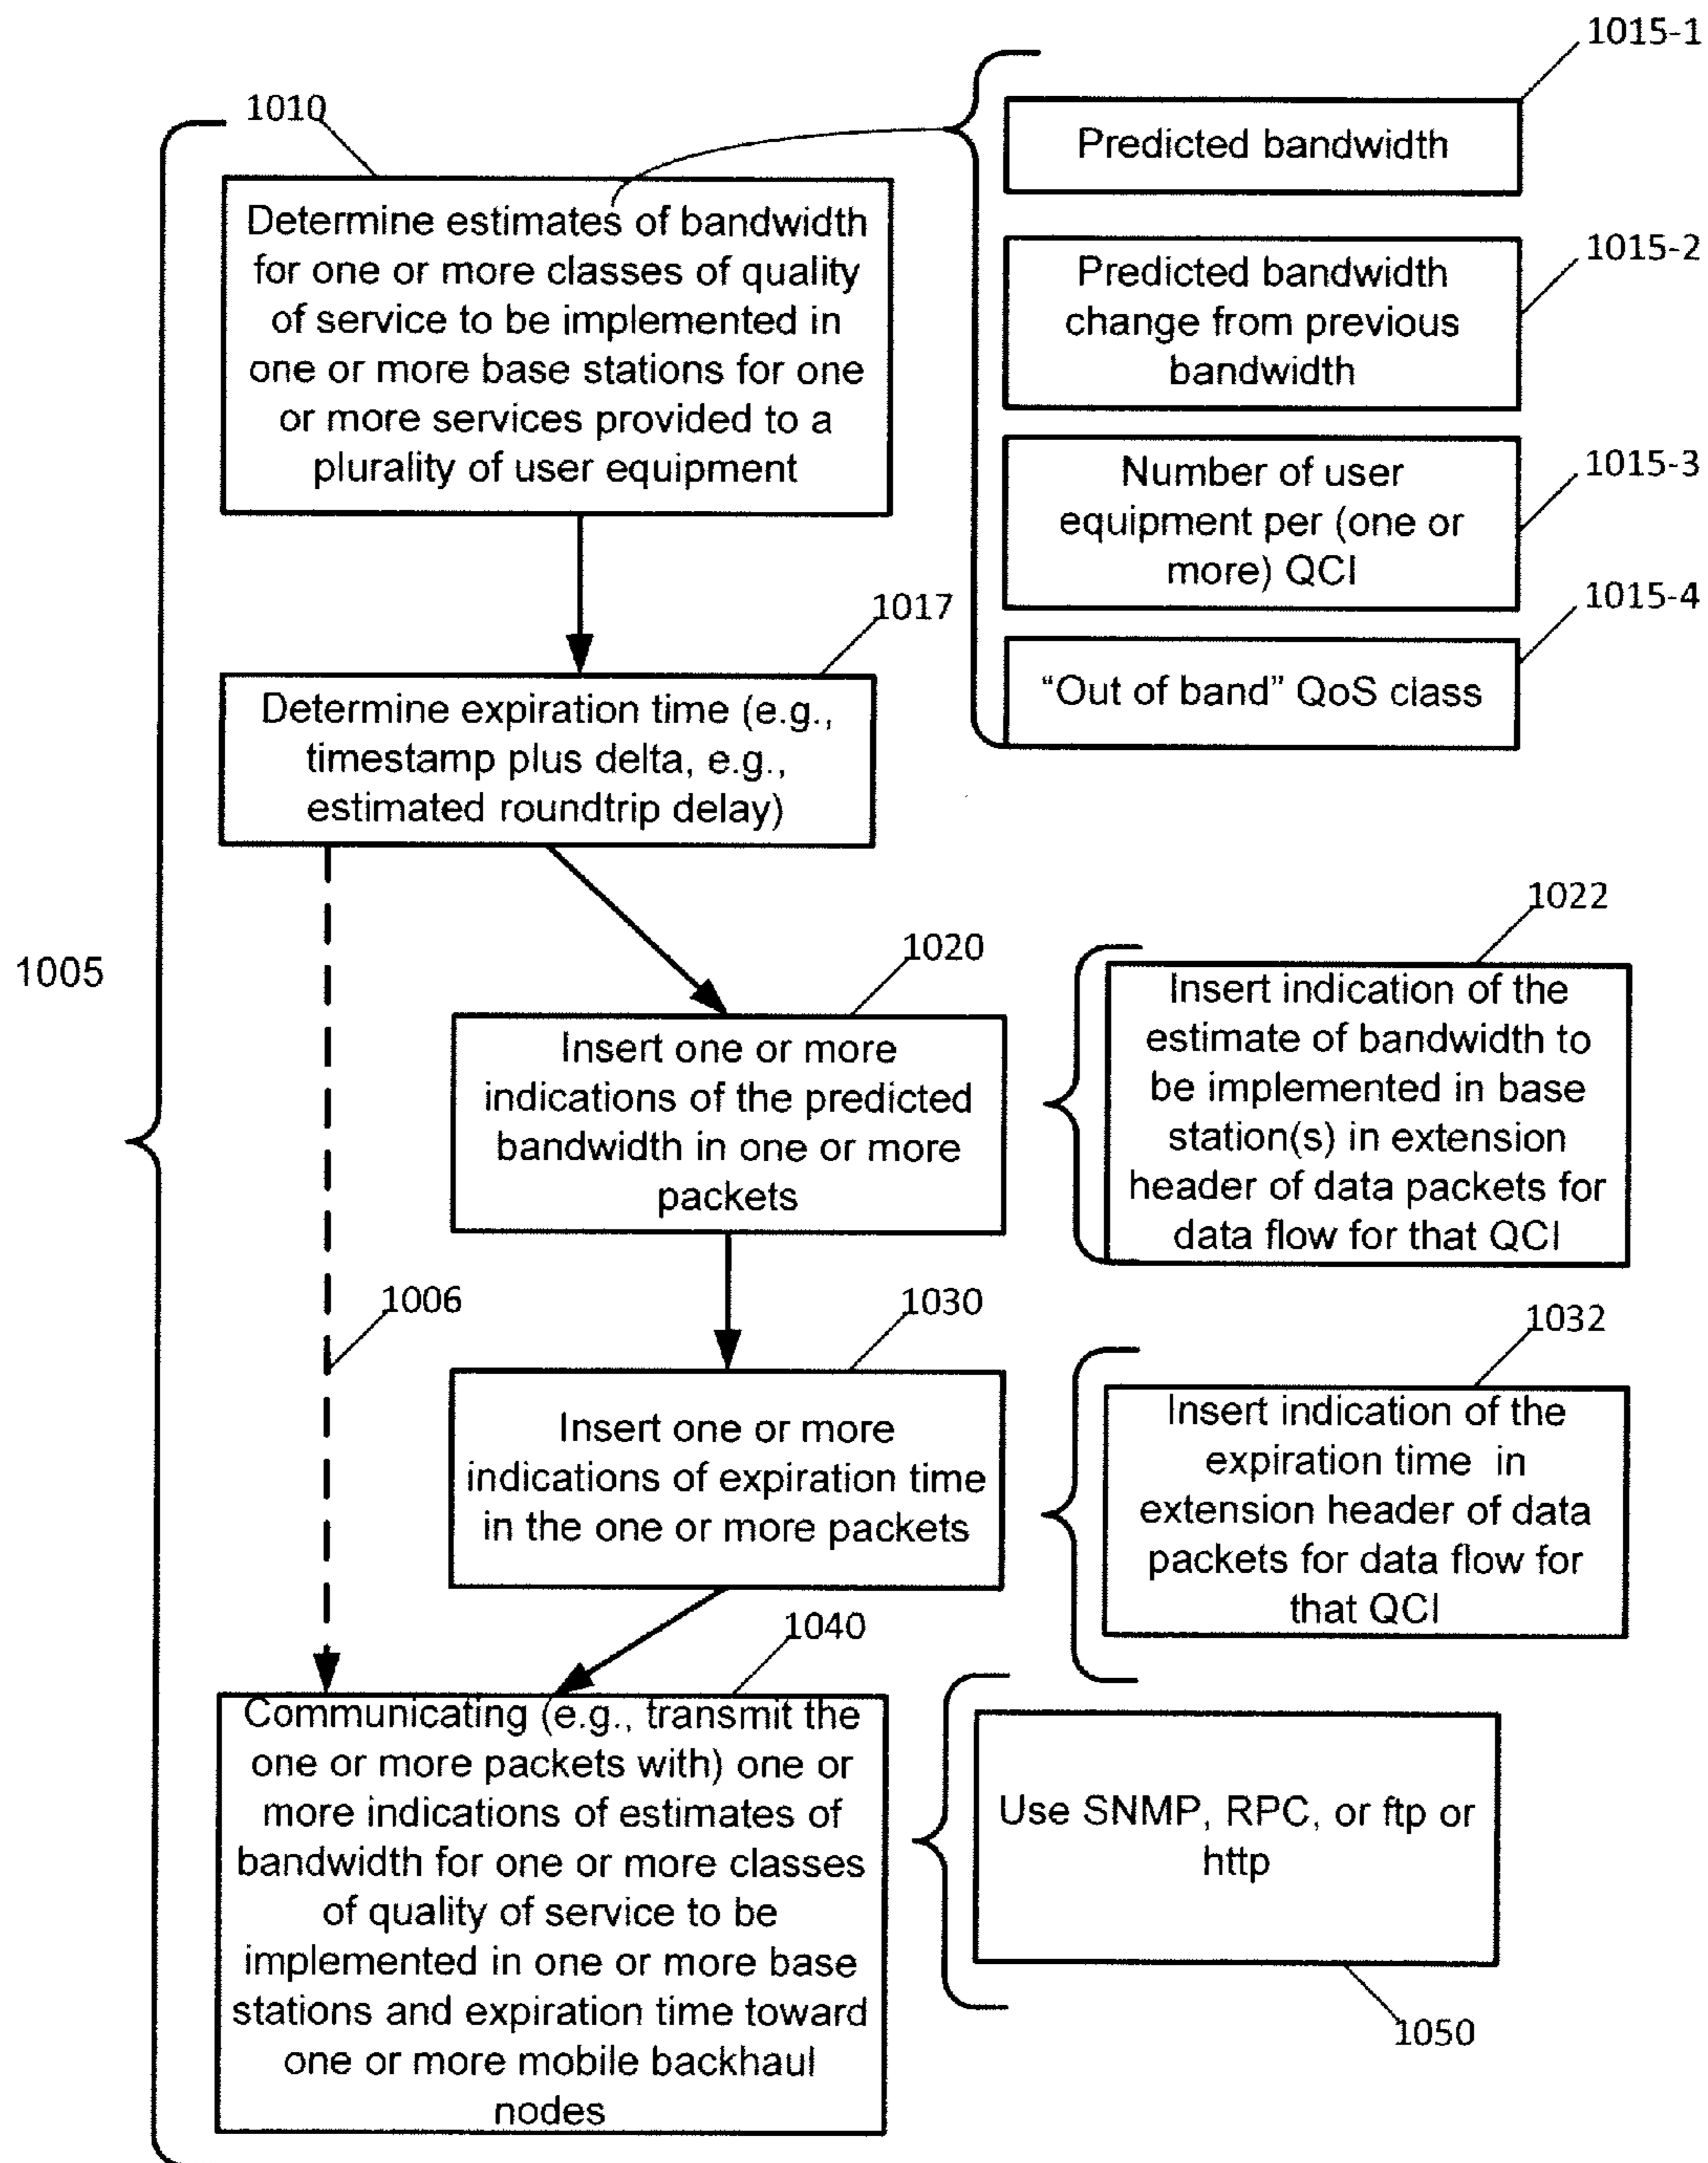 1015-1
1010
Predicted bandwidth
Determine estimates of bandwidth
for one or more classes of quality
of service to be implemented in
one or more base stations for one
or more services provided to a
plurality of user equipment
1015-2
Predicted bandwidth
change from previous
bandwidth
1015-3
Number of user
equipment per (one or
more) QCI
1015-4
“Out of band” QoS class
1017
Determine expiration time (e.g.,
timestamp plus delta, e.g.,
estimated roundtrip delay)
1005
1020
Insert one or more
indications of the predicted
bandwidth in one or more
packets
1022
Insert indication of the
estimate of bandwidth to
be implemented in base
station(s) in extension
header of data packets for
data flow for that QCI
1006
1030
Insert one or more
indications of expiration time
in the one or more packets
1032
Insert indication of the
expiration time in
extension header of data
packets for data flow for
that QCI
1040
Communicating (e.g., transmit the
one or more packets with) one or
more indications of estimates of
bandwidth for one or more classes
of quality of service to be
implemented in one or more base
stations and expiration time toward
one or more mobile backhaul
nodes
Use SNMP, RPC, or ftp or
http
1050